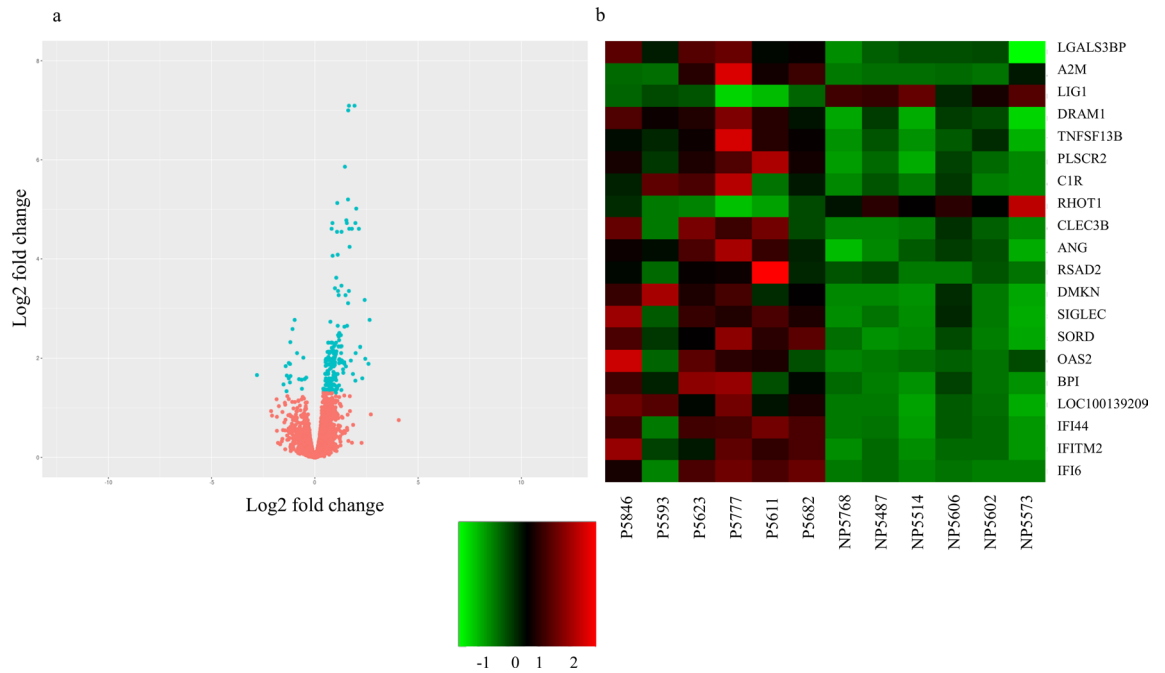 a
b
8
6
4
2
0
-10
-5
0
5
10
Log2 fold change
Log2 fold change
LGALS3BP
A2M
LIG1
DRAM1
TNFSF13B
PLSCR2
C1R
RHOT1
CLEC3B
ANG
RSAD2
DMKN
SIGLEC
SORD
OAS2
BPI
LOC100139209
IFI44
IFITM2
IFI6
P5846
P5593
P5623
P5777
P5611
P5682
NP5768
NP5487
NP5514
NP5606
NP5602
NP5573
-1 0 1 2